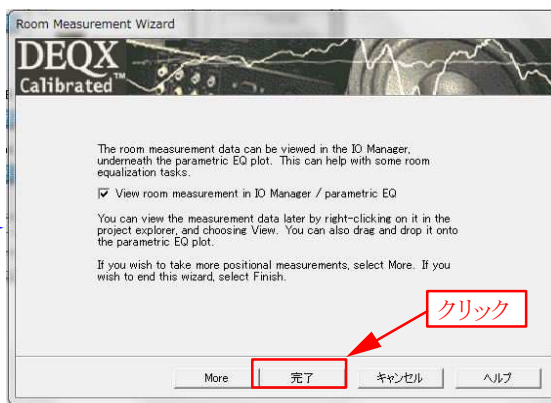 Room Measurement Wizard
DEQX
Calibrated™
The room measurement data can be viewed in the IO Manager,
underneath the parametric EQ plot. This can help with some room
equalization tasks.
View room measurement in IO Manager / parametric EQ
You can view the measurement data later by right-clicking on it in the
project explorer, and choosing View. You can also drag and drop it onto
the parametric EQ plot.
If you wish to take more positional measurements, select More. If you
wish to end this wizard, select Finish.
クリック
More
完了
キャンセル
ヘルプ